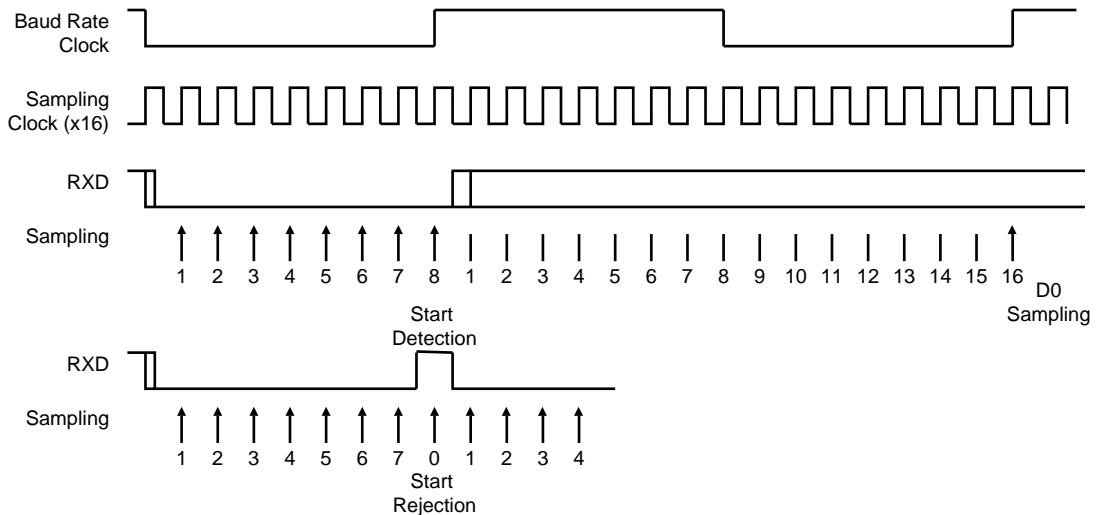 Baud Rate
Clock
Sampling
Clock (x16)
RXD
Sampling
1 2 3 4 5 6 7 8 1 2 3 4 5 6 7 8 9 10 11 12 13 14 15 16
D0
Sampling
Start
Detection
RXD
Sampling
1 2 3 4 5 6 7 0 1 2 3 4
Start
Rejection